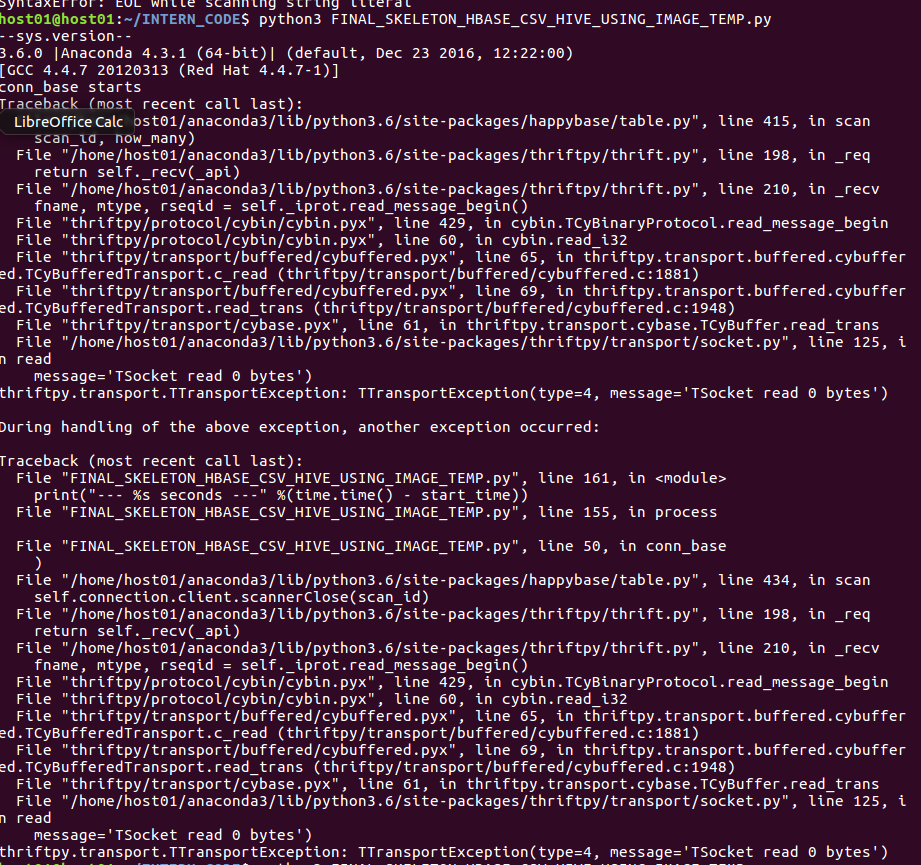 SyntaxError: EOL while scanning string literal
host01@host01:~/INTERN_CODE$ python3 FINAL_SKELETON_HBASE_CSV_HIVE_USING_IMAGE_TEMP.py
--sys.version--
3.6.0 |Anaconda 4.3.1 (64-bit)| (default, Dec 23 2016, 12:22:00)
[GCC 4.4.7 20120313 (Red Hat 4.4.7-1)]
conn_base starts
Traceback (most recent call last):
LibreOffice Calc ost01/anaconda3/lib/python3.6/site-packages/happybase/table.py", line 415, in scan
scan_id, how_many)
File "/home/host01/anaconda3/lib/python3.6/site-packages/thriftpy/thrift.py", line 198, in _req
return self._recv(_api)
File "/home/host01/anaconda3/lib/python3.6/site-packages/thriftpy/thrift.py", line 210, in _recv
fname, mtype, rseqid = self._iprot.read_message_begin()
File "thriftpy/protocol/cybin/cybin.pyx", line 429, in cybin.TCyBinaryProtocol.read_message_begin
File "thriftpy/protocol/cybin/cybin.pyx", line 60, in cybin.read_i32
File "thriftpy/transport/buffered/cybuffered.pyx", line 65, in thriftpy.transport.buffered.cybuffer
ed.TCyBufferedTransport.c_read (thriftpy/transport/buffered/cybuffered.c:1881)
File "thriftpy/transport/buffered/cybuffered.pyx", line 69, in thriftpy.transport.buffered.cybuffer
ed.TCyBufferedTransport.read_trans (thriftpy/transport/buffered/cybuffered.c:1948)
File "thriftpy/transport/cybase.pyx", line 61, in thriftpy.transport.cybase.TCyBuffer.read_trans
File "/home/host01/anaconda3/lib/python3.6/site-packages/thriftpy/transport/socket.py", line 125, i
n read
message='TSocket read 0 bytes')
thriftpy.transport.TTransportException: TTransportException(type=4, message='TSocket read 0 bytes')
During handling of the above exception, another exception occurred:
Traceback (most recent call last):
File "FINAL_SKELETON_HBASE_CSV_HIVE_USING_IMAGE_TEMP.py", line 161, in <module>
print("--- %s seconds ---" %(time.time() - start_time))
File "FINAL_SKELETON_HBASE_CSV_HIVE_USING_IMAGE_TEMP.py", line 155, in process
File "FINAL_SKELETON_HBASE_CSV_HIVE_USING_IMAGE_TEMP.py", line 50, in conn_base
)
File "/home/host01/anaconda3/lib/python3.6/site-packages/happybase/table.py", line 434, in scan
self.connection.client.scannerClose(scan_id)
File "/home/host01/anaconda3/lib/python3.6/site-packages/thriftpy/thrift.py", line 198, in _req
return self._recv(_api)
File "/home/host01/anaconda3/lib/python3.6/site-packages/thriftpy/thrift.py", line 210, in _recv
fname, mtype, rseqid = self._iprot.read_message_begin()
File "thriftpy/protocol/cybin/cybin.pyx", line 429, in cybin.TCyBinaryProtocol.read_message_begin
File "thriftpy/protocol/cybin/cybin.pyx", line 60, in cybin.read_i32
File "thriftpy/transport/buffered/cybuffered.pyx", line 65, in thriftpy.transport.buffered.cybuffer
ed.TCyBufferedTransport.c_read (thriftpy/transport/buffered/cybuffered.c:1881)
File "thriftpy/transport/buffered/cybuffered.pyx", line 69, in thriftpy.transport.buffered.cybuffer
ed.TCyBufferedTransport.read_trans (thriftpy/transport/buffered/cybuffered.c:1948)
File "thriftpy/transport/cybase.pyx", line 61, in thriftpy.transport.cybase.TCyBuffer.read_trans
File "/home/host01/anaconda3/lib/python3.6/site-packages/thriftpy/transport/socket.py", line 125, i
n read
message='TSocket read 0 bytes')
thriftpy.transport.TTransportException: TTransportException(type=4, message='TSocket read 0 bytes')